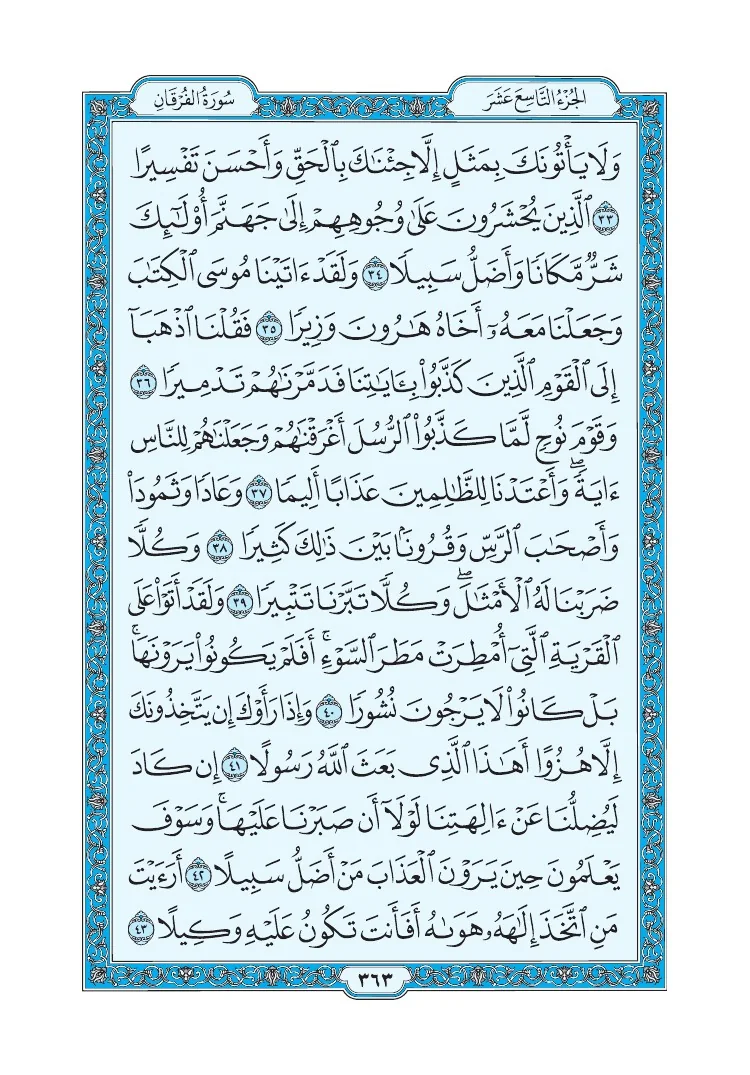 الجُزْءُ التَّاسِعَ عَشَرَ
سُورَةُ الفُرْقَانِ
وَلَا يَأْتُونَكَ بِمَثَلٍ إِلَّا جِئْنَٰكَ بِٱلْحَقِّ وَأَحْسَنَ تَفْسِيرًا
٣٣ ٱلَّذِينَ يُحْشَرُونَ عَلَىٰ وُجُوهِهِمْ إِلَىٰ جَهَنَّمَ أُو۟لَٰٓئِكَ
شَرٌّ مَّكَانًا وَأَضَلُّ سَبِيلًا ٣٤ وَلَقَدْ ءَاتَيْنَا مُوسَى ٱلْكِتَٰبَ
وَجَعَلْنَا مَعَهُۥٓ أَخَاهُ هَٰرُونَ وَزِيرًا ٣٥ فَقُلْنَا ٱذْهَبَآ
إِلَى ٱلْقَوْمِ ٱلَّذِينَ كَذَّبُوا۟ بِـَٔايَٰتِنَا فَدَمَّرْنَٰهُمْ تَدْمِيرًا ٣٦
وَقَوْمَ نُوحٍ لَّمَّا كَذَّبُوا۟ ٱلرُّسُلَ أَغْرَقْنَٰهُمْ وَجَعَلْنَٰهُمْ لِلنَّاسِ
ءَايَةً ۖ وَأَعْتَدْنَا لِلظَّٰلِمِينَ عَذَابًا أَلِيمًا ٣٧ وَعَادًا وَثَمُودَا۟
وَأَصْحَٰبَ ٱلرَّسِّ وَقُرُونًۢا بَيْنَ ذَٰلِكَ كَثِيرًا ٣٨ وَكُلًّا
ضَرَبْنَا لَهُ ٱلْأَمْثَٰلَ ۖ وَكُلًّا تَبَّرْنَا تَتْبِيرًا ٣٩ وَلَقَدْ أَتَوْا۟ عَلَى
ٱلْقَرْيَةِ ٱلَّتِىٓ أُمْطِرَتْ مَطَرَ ٱلسَّوْءِ ۚ أَفَلَمْ يَكُونُوا۟ يَرَوْنَهَا ۚ
بَلْ كَانُوا۟ لَا يَرْجُونَ نُشُورًا ٤٠ وَإِذَا رَأَوْكَ إِن يَتَّخِذُونَكَ
إِلَّا هُزُوًا أَهَٰذَا ٱلَّذِى بَعَثَ ٱللَّهُ رَسُولًا ٤١ إِن كَادَ
لَيُضِلُّنَا عَنْ ءَالِهَتِنَا لَوْلَآ أَن صَبَرْنَا عَلَيْهَا ۚ وَسَوْفَ
يَعْلَمُونَ حِينَ يَرَوْنَ ٱلْعَذَابَ مَنْ أَضَلُّ سَبِيلًا ٤٢ أَرَءَيْتَ
مَنِ ٱتَّخَذَ إِلَٰهَهُۥ هَوَىٰهُ أَفَأَنتَ تَكُونُ عَلَيْهِ وَكِيلًا ٤٣
٣٦٣